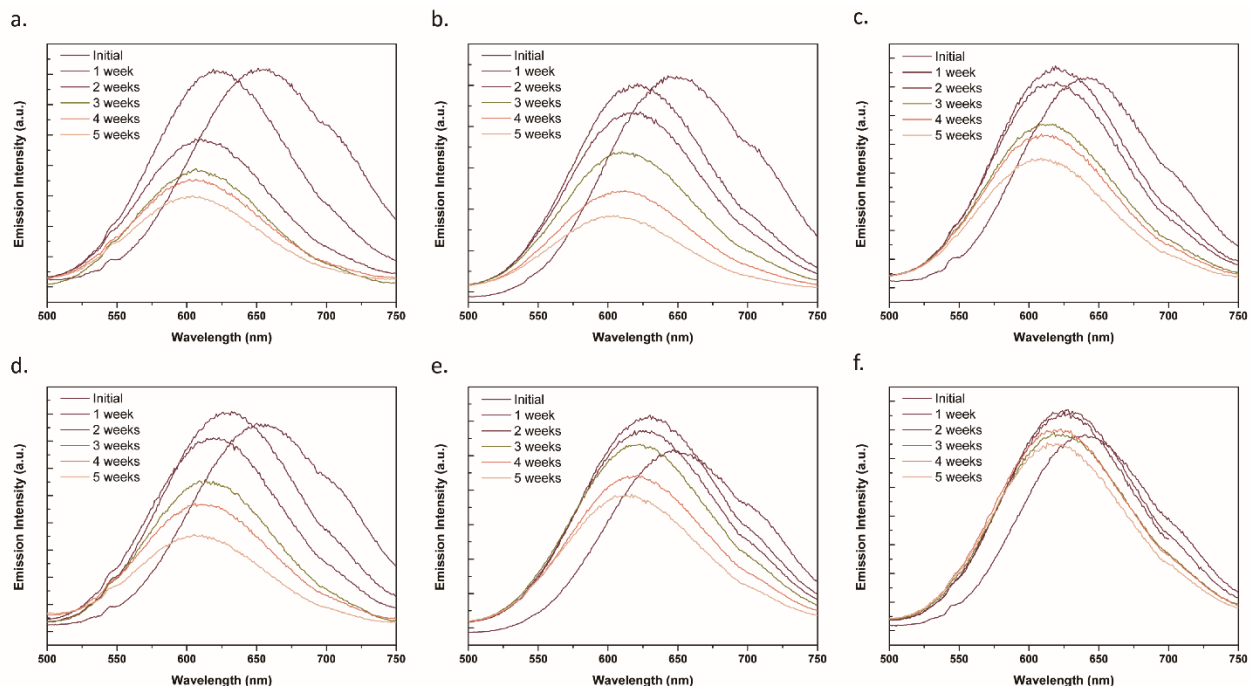 a.
Initial
1 week
2 weeks
3 weeks
4 weeks
5 weeks
Emission Intensity (a.u.)
500 550 600 650 700 750
Wavelength (nm)
b.
Initial
1 week
2 weeks
3 weeks
4 weeks
5 weeks
Emission Intensity (a.u.)
500 550 600 650 700 750
Wavelength (nm)
c.
Initial
1 week
2 weeks
3 weeks
4 weeks
5 weeks
Emission Intensity (a.u.)
500 550 600 650 700 750
Wavelength (nm)
d.
Initial
1 week
2 weeks
3 weeks
4 weeks
5 weeks
Emission Intensity (a.u.)
500 550 600 650 700 750
Wavelength (nm)
e.
Initial
1 week
2 weeks
3 weeks
4 weeks
5 weeks
Emission Intensity (a.u.)
500 550 600 650 700 750
Wavelength (nm)
f.
Initial
1 week
2 weeks
3 weeks
4 weeks
5 weeks
Emission Intensity (a.u.)
500 550 600 650 700 750
Wavelength (nm)